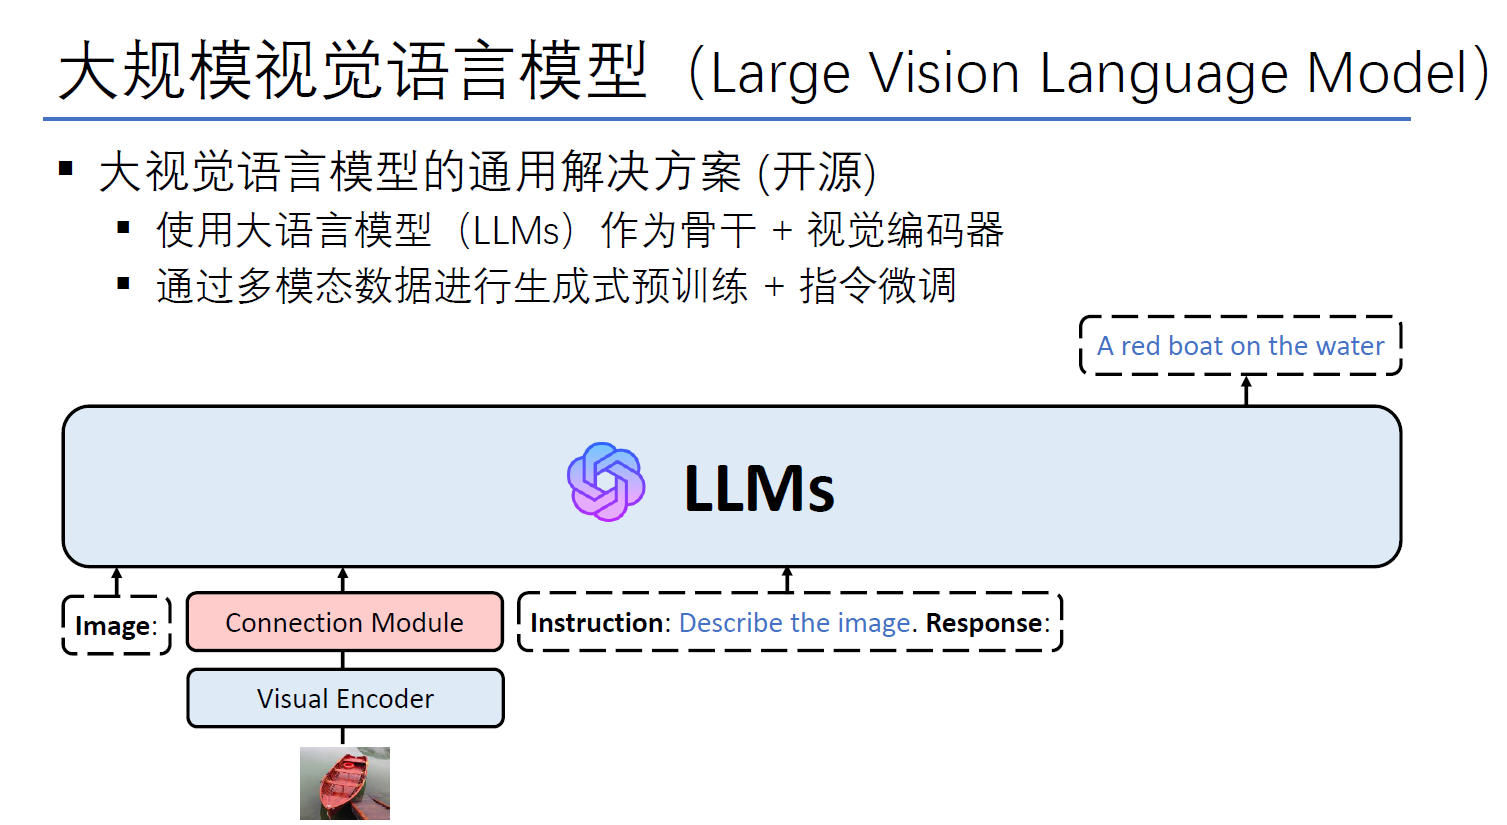 大规模视觉语言模型（Large Vision Language Model）
大视觉语言模型的通用解决方案 (开源)
使用大语言模型（LLMs）作为骨干 + 视觉编码器
通过多模态数据进行生成式预训练 + 指令微调
A red boat on the water
LLMs
Image:
Connection Module
Instruction: Describe the image. Response:
Visual Encoder